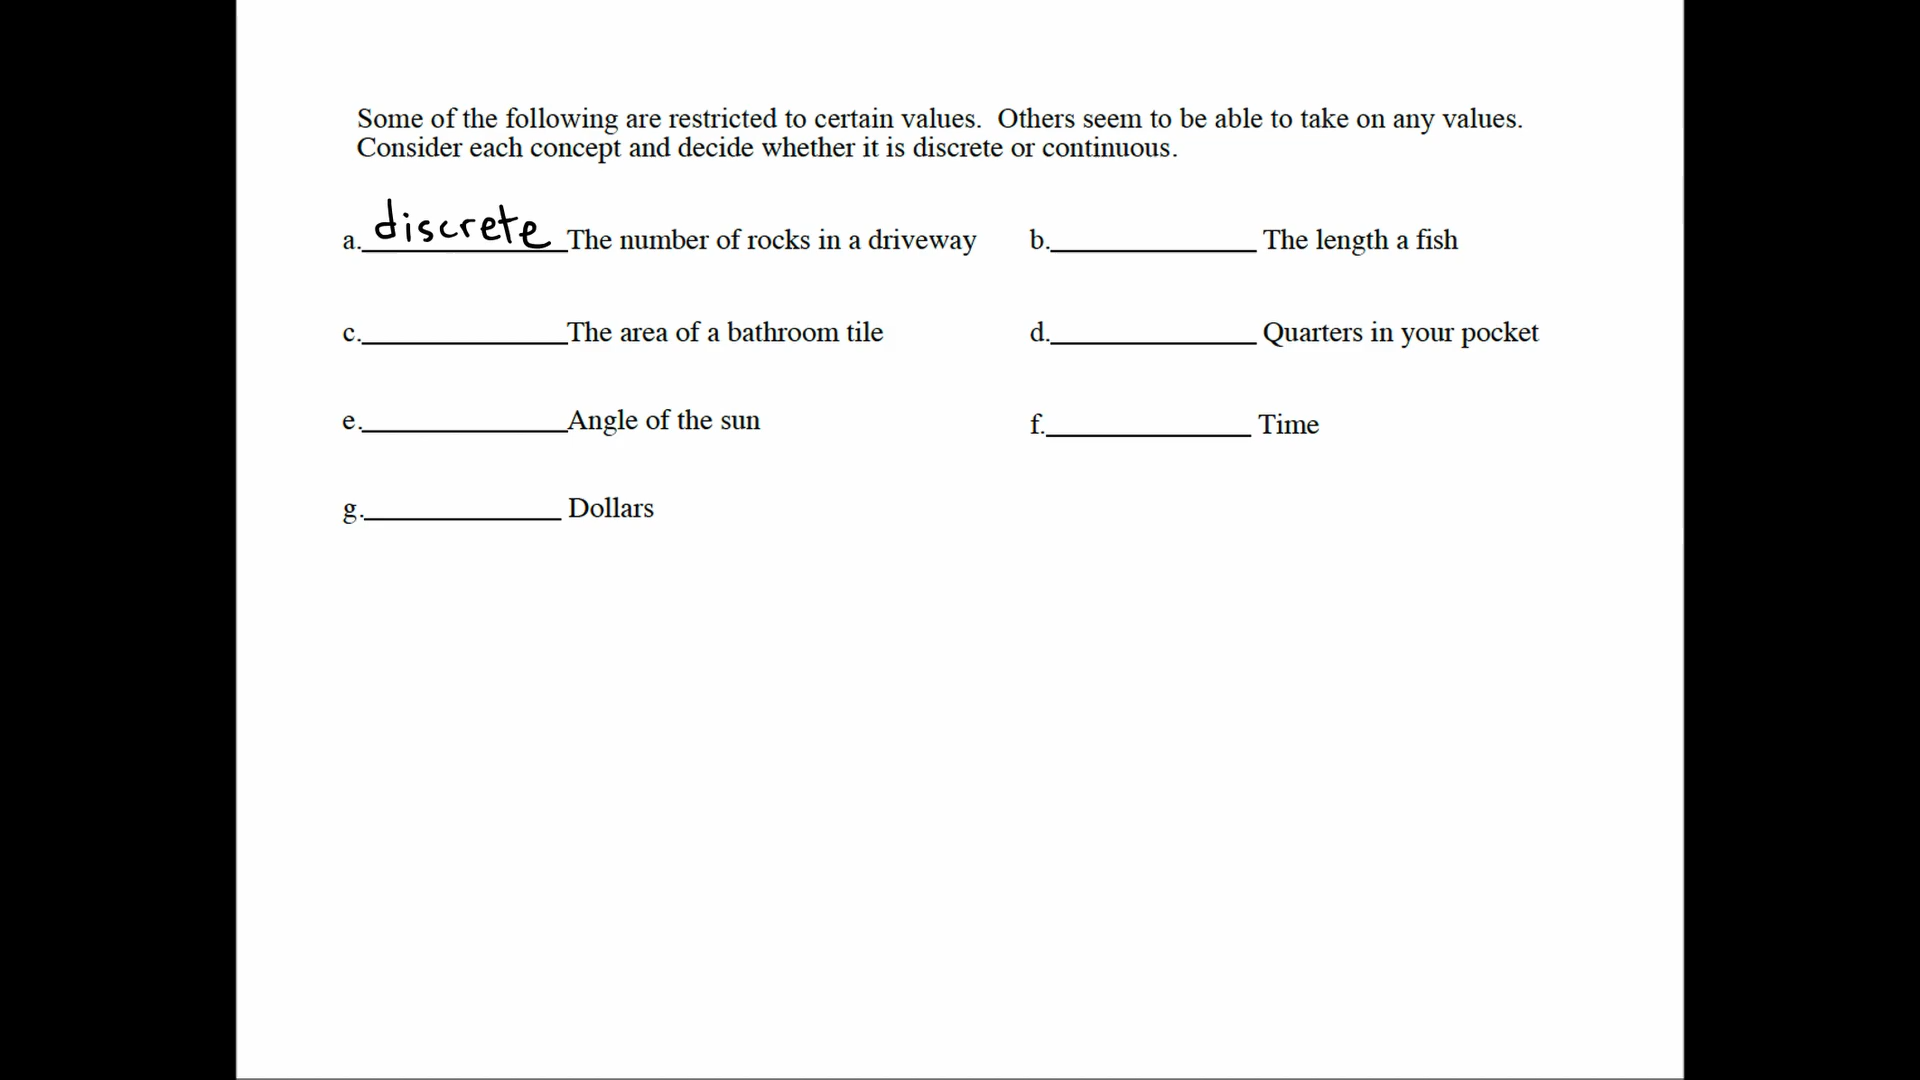 Some of the following are restricted to certain values.  Others seem to be able to take on any values.
Consider each concept and decide whether it is discrete or continuous.
a. discrete The number of rocks in a driveway b.______________ The length a fish
c.______________The area of a bathroom tile d.______________ Quarters in your pocket
e.______________Angle of the sun f.______________ Time
g.______________ Dollars